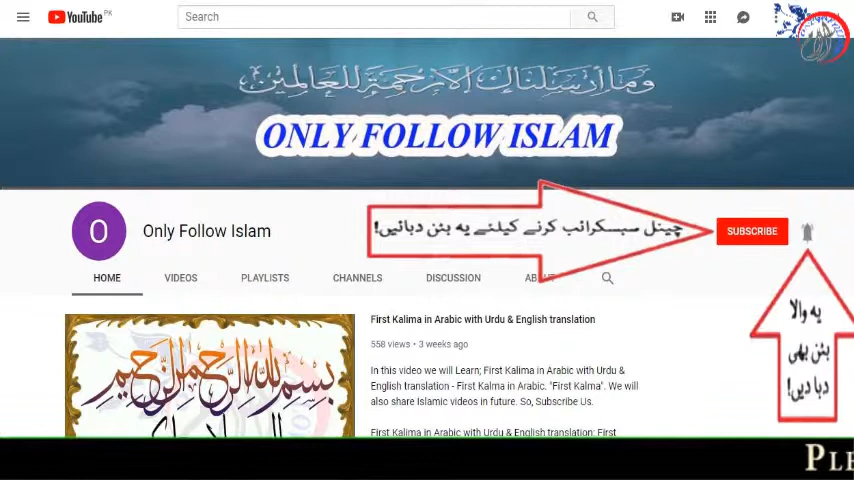 YouTube PK
Search
وما أرسلناك إلا رحمة للعالمين
ONLY FOLLOW ISLAM
O
Only Follow Islam
چینل سبسکرائب کرنے کیلئے یہ بٹن دبائیں!
SUBSCRIBE
HOME
VIDEOS
PLAYLISTS
CHANNELS
DISCUSSION
یہ والا
بٹن بھی
دبا دیں!
بسم الله الرحمن الرحيم
First Kalima in Arabic with Urdu & English translation
558 views • 3 weeks ago
In this video we will Learn; First Kalima in Arabic with Urdu &
English translation - First Kalma in Arabic. "First Kalma". We will
also share Islamic videos in future. So, Subscribe Us.
First Kalima in Arabic with Urdu & English translation: First